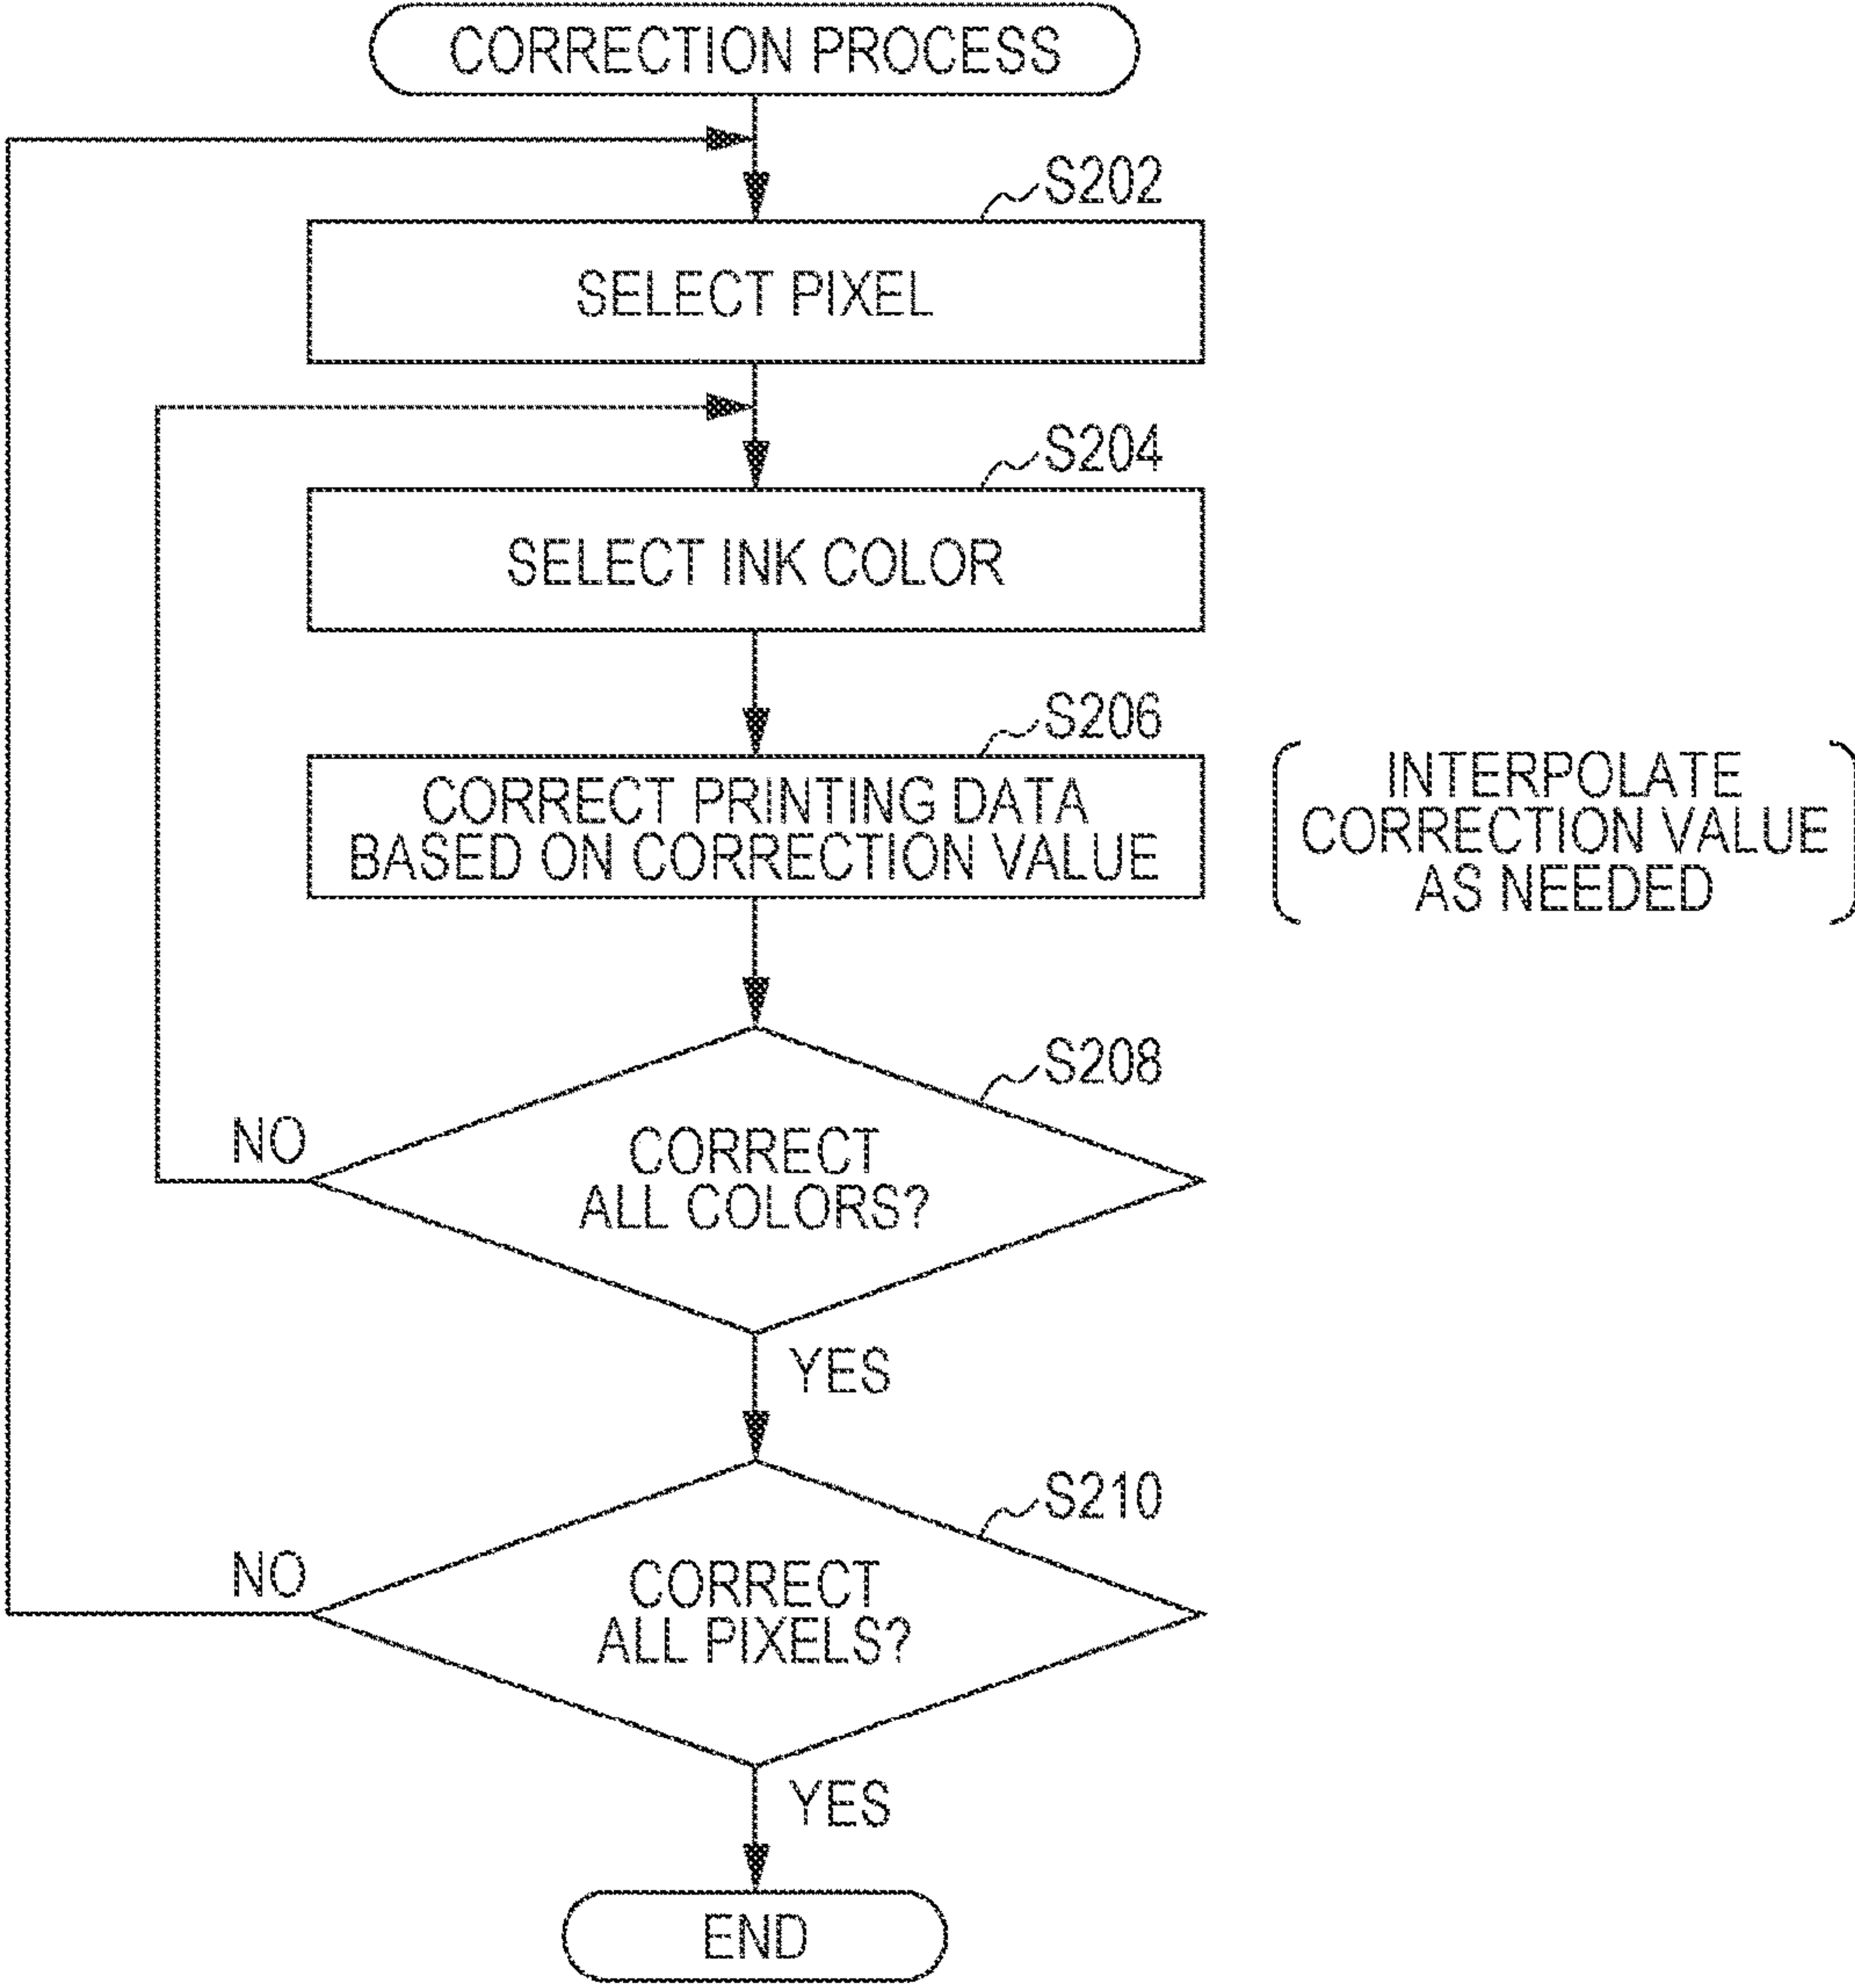 CORRECTION PROCESS
S202
SELECT PIXEL
S204
SELECT INK COLOR
S206
CORRECT PRINTING DATA
BASED ON CORRECTION VALUE
INTERPOLATE
CORRECTION VALUE
AS NEEDED
S208
NO
CORRECT
ALL COLORS?
YES
S210
NO
CORRECT
ALL PIXELS?
YES
END